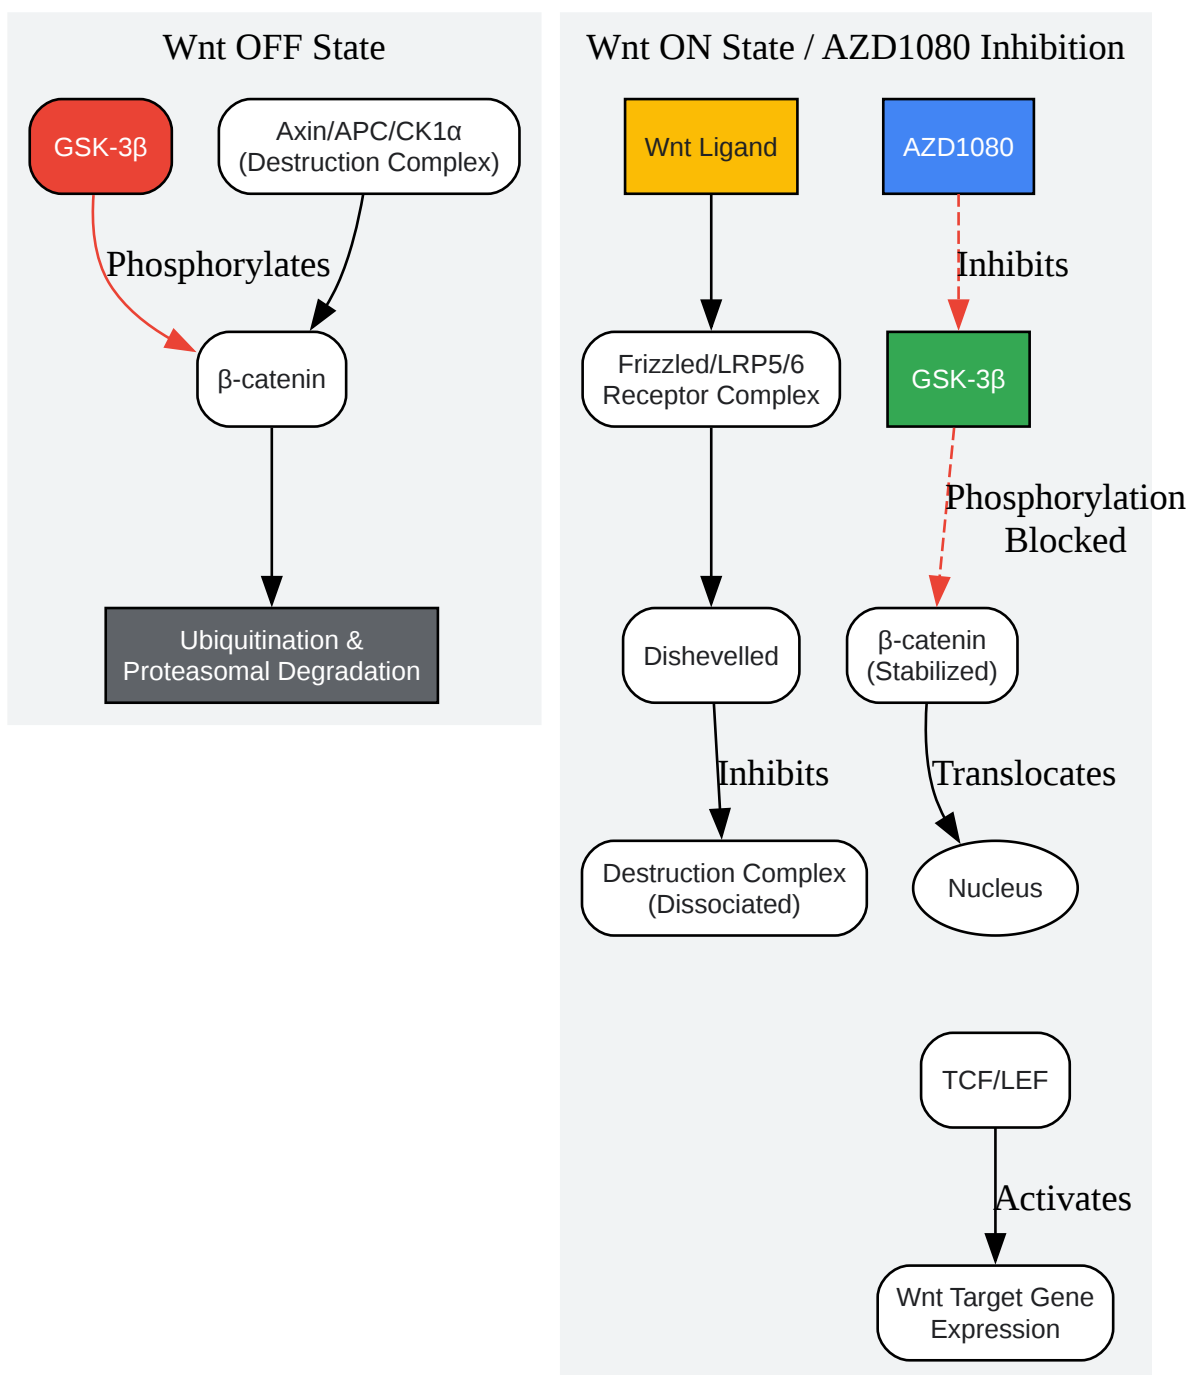 Wnt OFF State
GSK-3β
Axin/APC/CK1α
(Destruction Complex)
Phosphorylates
β-catenin
Ubiquitination &
Proteasomal Degradation
Wnt ON State / AZD1080 Inhibition
Wnt Ligand
AZD1080
Inhibits
Frizzled/LRP5/6
Receptor Complex
GSK-3β
Phosphorylation
Blocked
Dishevelled
β-catenin
(Stabilized)
Inhibits
Translocates
Destruction Complex
(Dissociated)
Nucleus
TCF/LEF
Activates
Wnt Target Gene
Expression